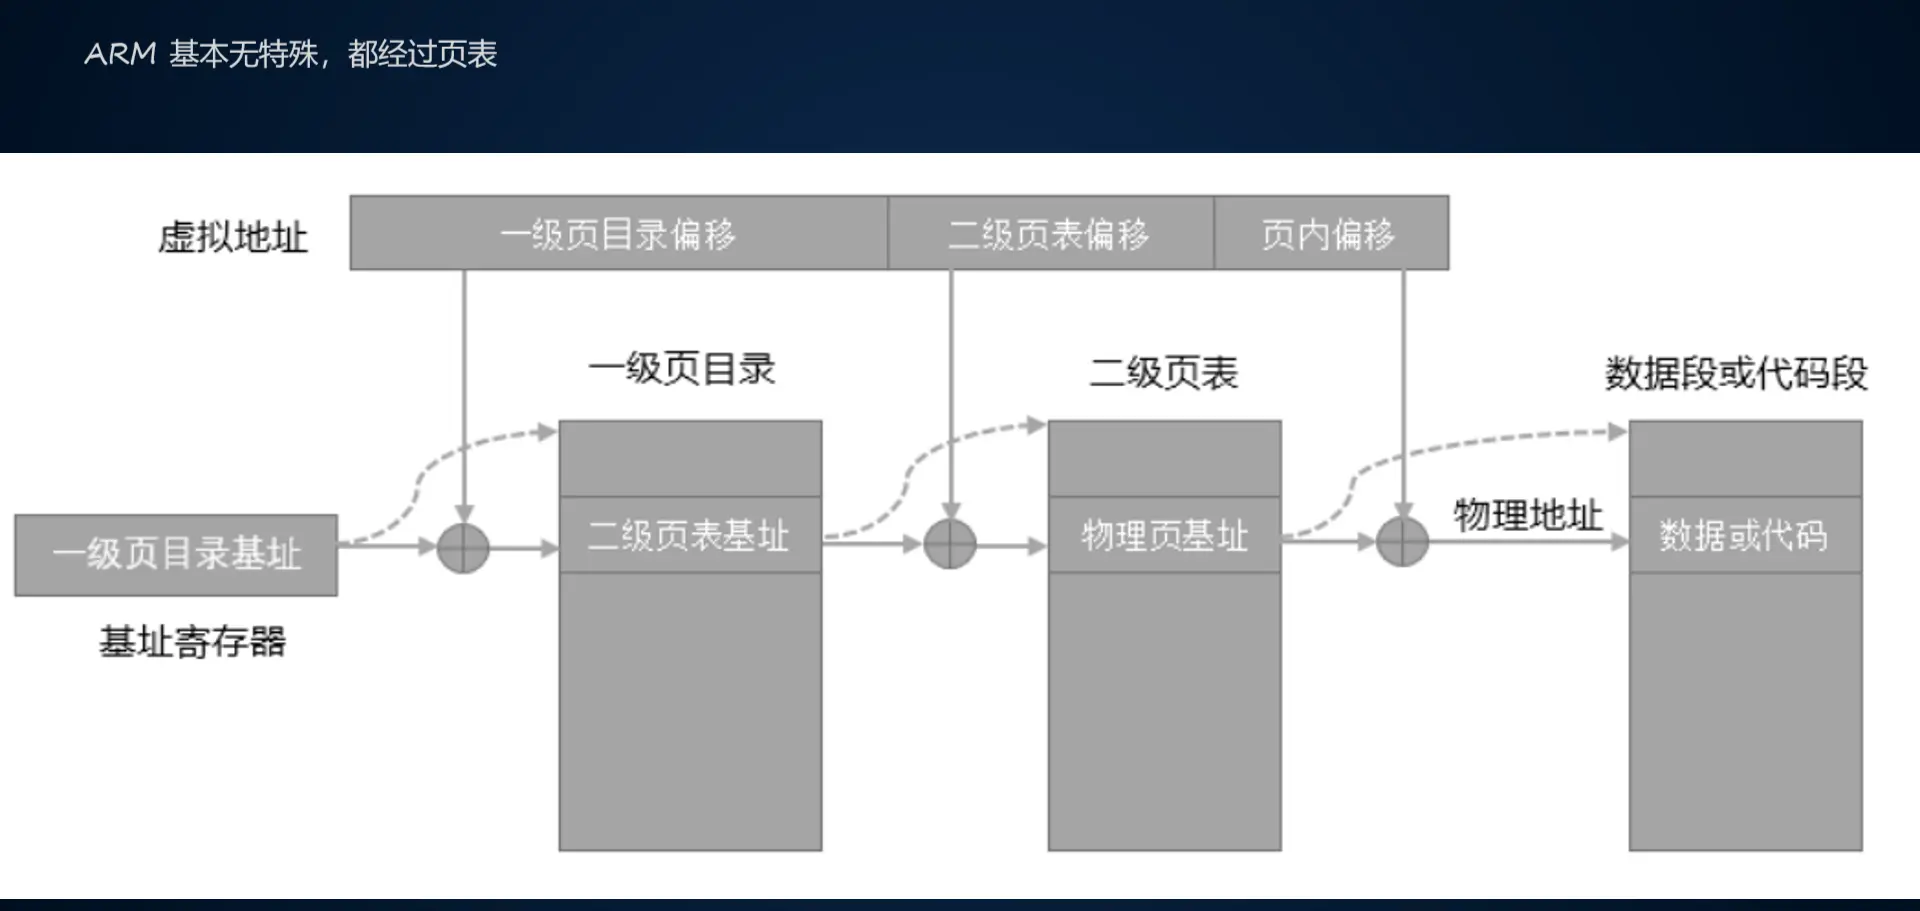 ARM 基本无特殊，都经过页表
虚拟地址
一级页目录偏移
二级页表偏移
页内偏移
一级页目录
二级页表
数据段或代码段
一级页目录基址
二级页表基址
物理页基址
物理地址
数据或代码
基址寄存器